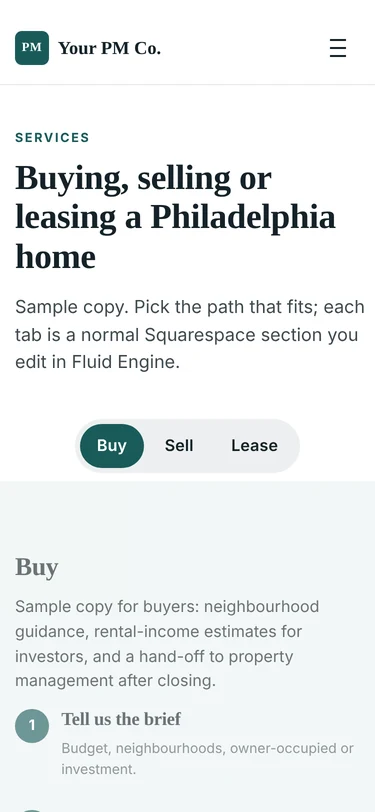 PM Your PM Co.
SERVICES
Buying, selling or
leasing a Philadelphia
home
Sample copy. Pick the path that fits; each
tab is a normal Squarespace section you
edit in Fluid Engine.
Buy Sell Lease
Buy
Sample copy for buyers: neighbourhood
guidance, rental-income estimates for
investors, and a hand-off to property
management after closing.
1 Tell us the brief
Budget, neighbourhoods, owner-occupied or
investment.